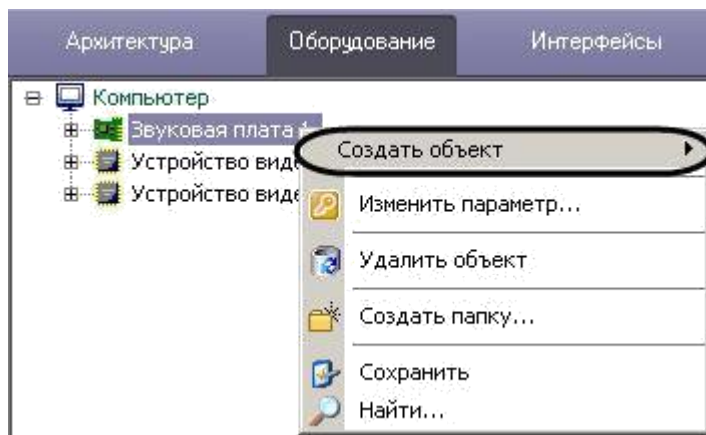 Архитектура Оборудование Интерфейсы
Компьютер
Звуковая плата 1
Создать объект
Устройство виде
Устройство виде
Изменить параметр...
Удалить объект
Создать папку...
Сохранить
Найти...